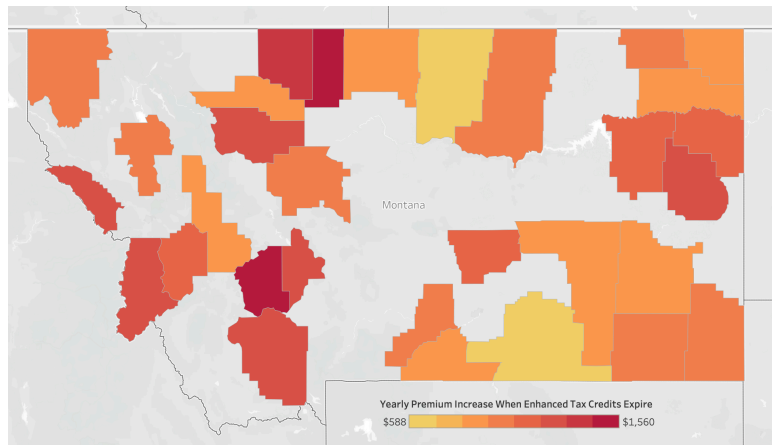 Montana
Yearly Premium Increase When Enhanced Tax Credits Expire
$588 $1,560